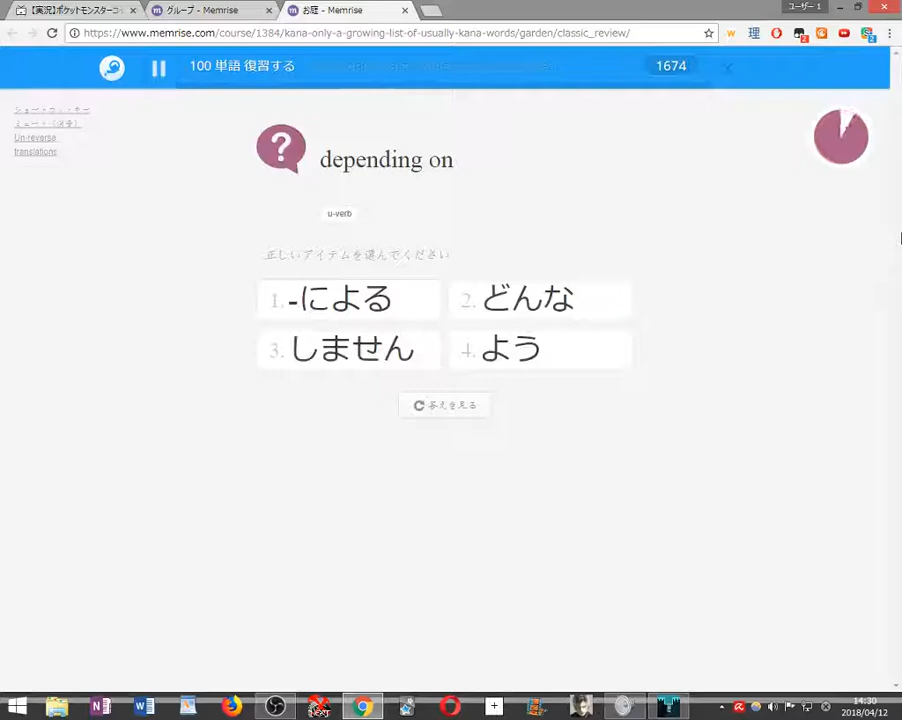 【実況】ポケットモンスターコ
グループ - Memrise
お庭 - Memrise
ユーザー 1
https://www.memrise.com/course/1384/kana-only-a-growing-list-of-usually-kana-words/garden/classic_review/
100 単語 復習する
1674
Un-reverse
translations
depending on
u-verb
正しいアイテムを選んでください
1. -による
2. どんな
3. しません
4. よう
答えを見る
14:30
2018/04/12